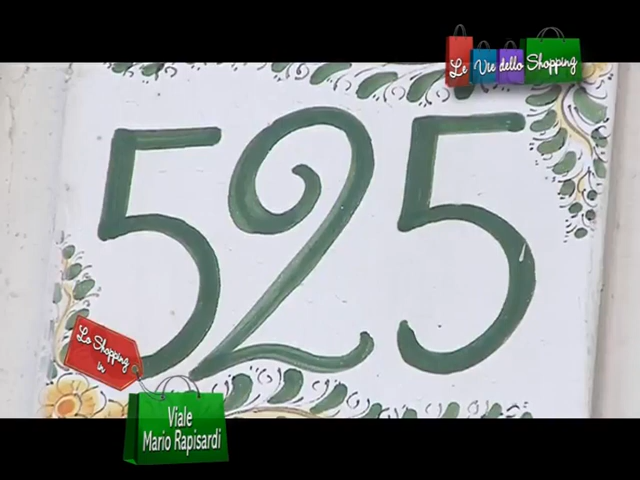 Le Vie dello Shopping
525
Lo Shopping
in
Viale
Mario Rapisardi